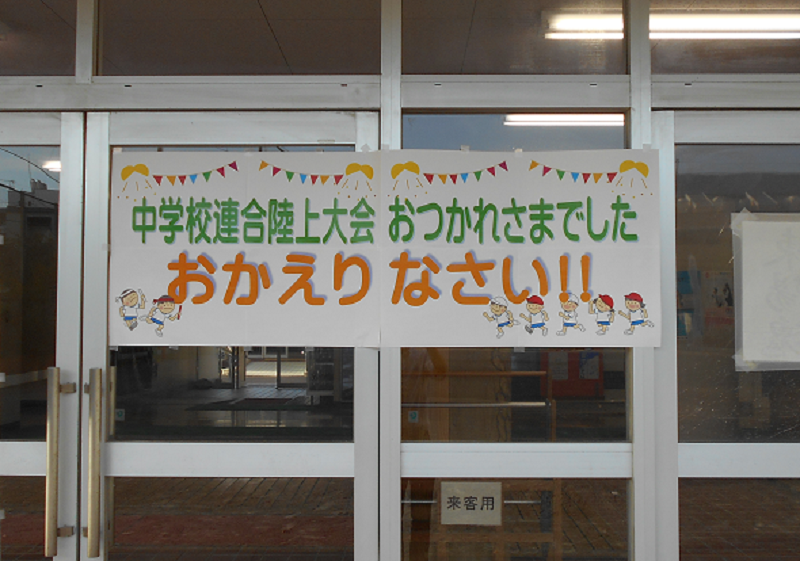 中学校連合陸上大会 おつかれさまでした
おかえりなさい!!
来客用